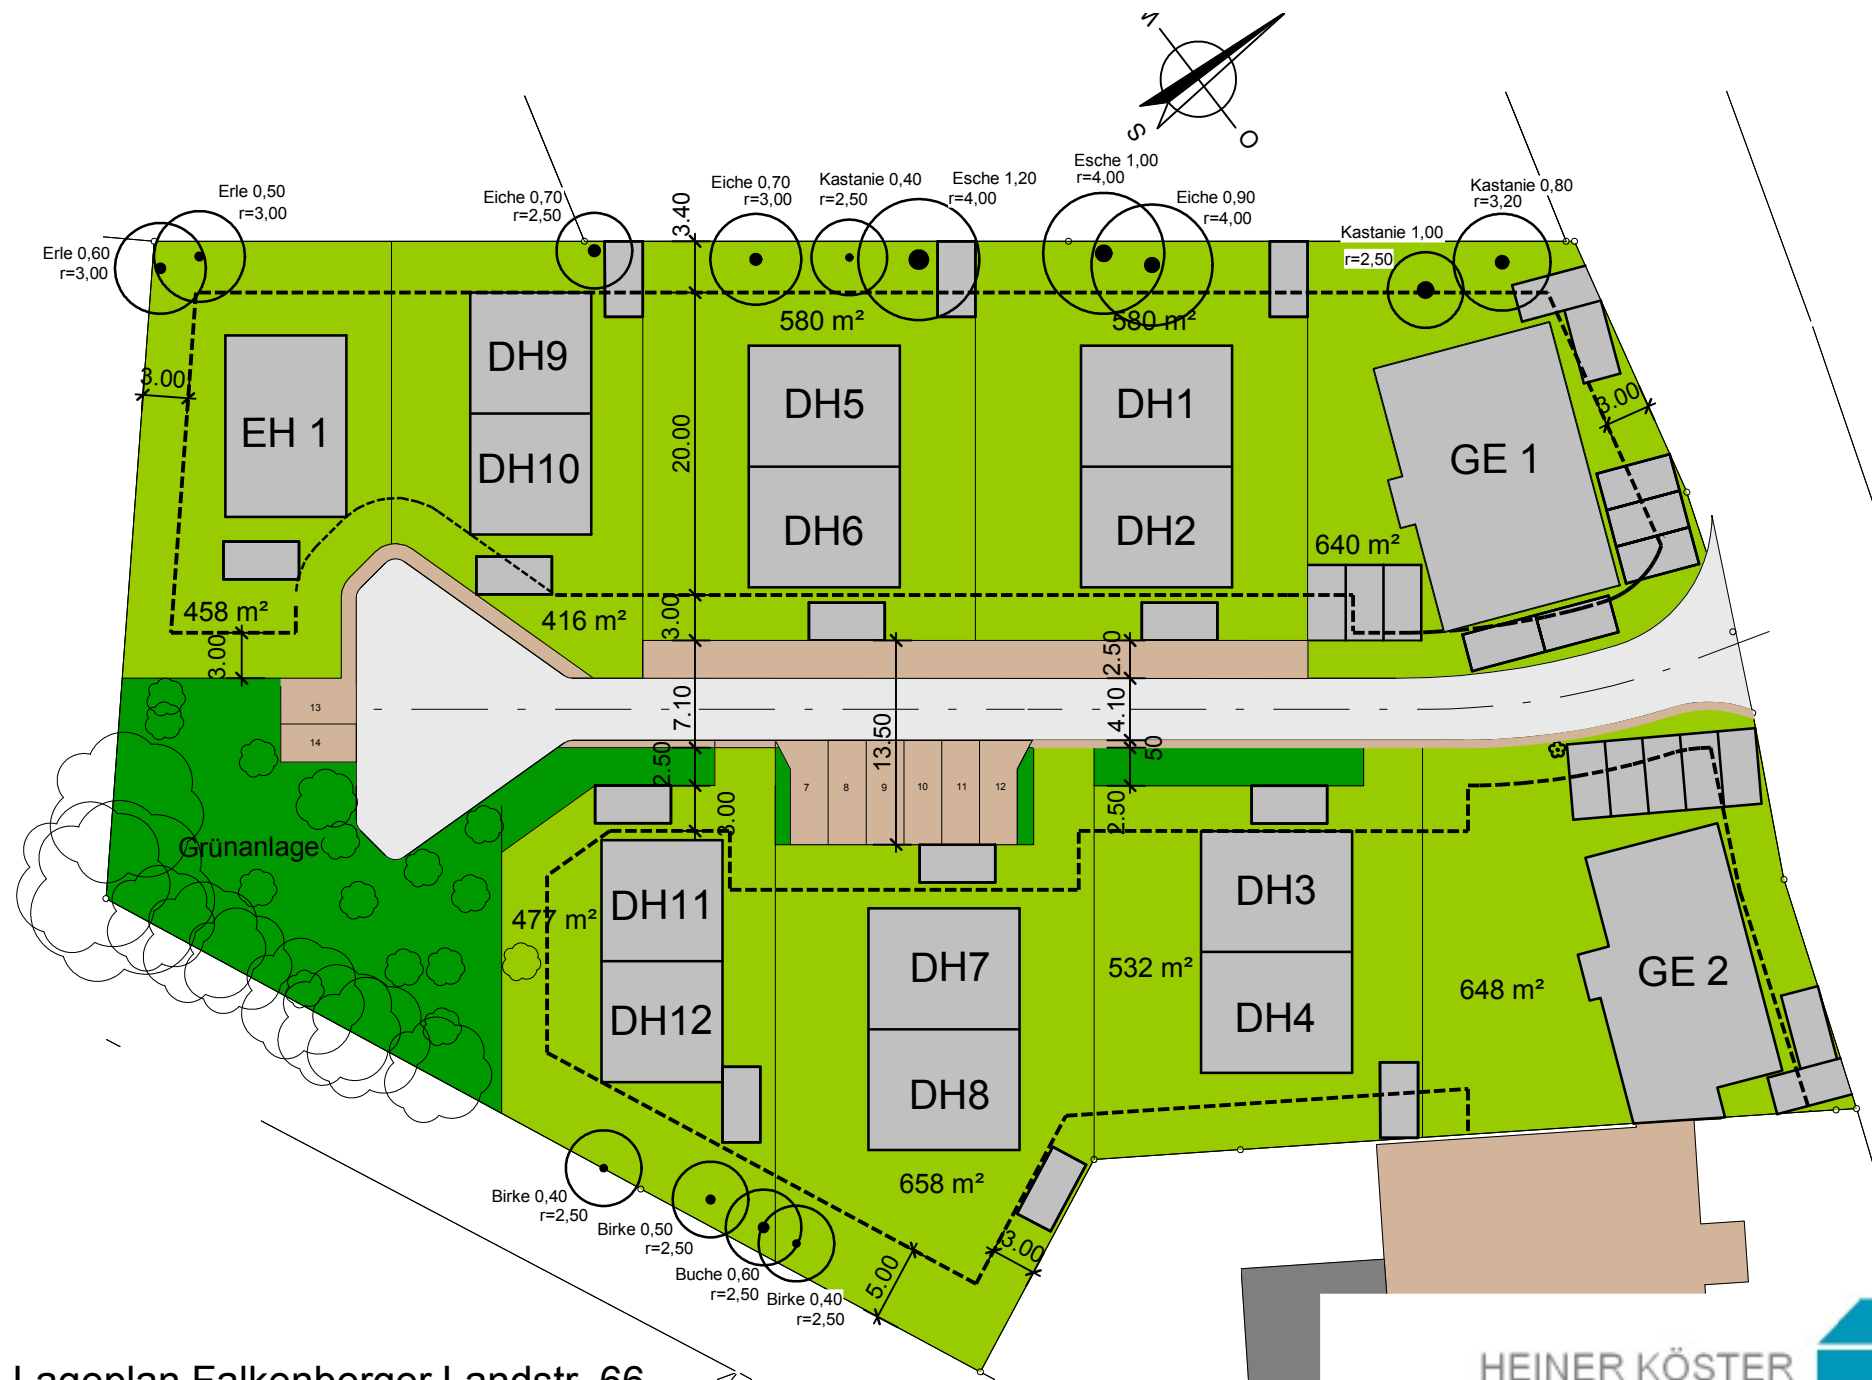 N
S
O
Erle 0,50
r=3,00
Erle 0,60
r=3,00
Eiche 0,70
r=2,50
Eiche 0,70
r=3,00
Kastanie 0,40
r=2,50
Esche 1,20
r=4,00
Esche 1,00
r=4,00
Eiche 0,90
r=4,00
Kastanie 1,00
r=2,50
Kastanie 0,80
r=3,20
3.40
580 m²
580 m²
3.00
EH 1
DH9
DH10
DH5
DH6
DH1
DH2
GE 1
3.00
20.00
640 m²
458 m²
416 m²
3.00
3.00
2.50
13
14
7.10
13.50
4.10
50
2.50
2.50
3.00
7
8
9
10
11
12
Grünanlage
477 m²
DH11
DH12
DH7
DH8
DH3
DH4
532 m²
648 m²
GE 2
658 m²
Birke 0,40
r=2,50
Birke 0,50
r=2,50
Buche 0,60
r=2,50
Birke 0,40
r=2,50
5.00
3.00
Lageplan Falkenberger Landstr. 66
HEINER KÖSTER